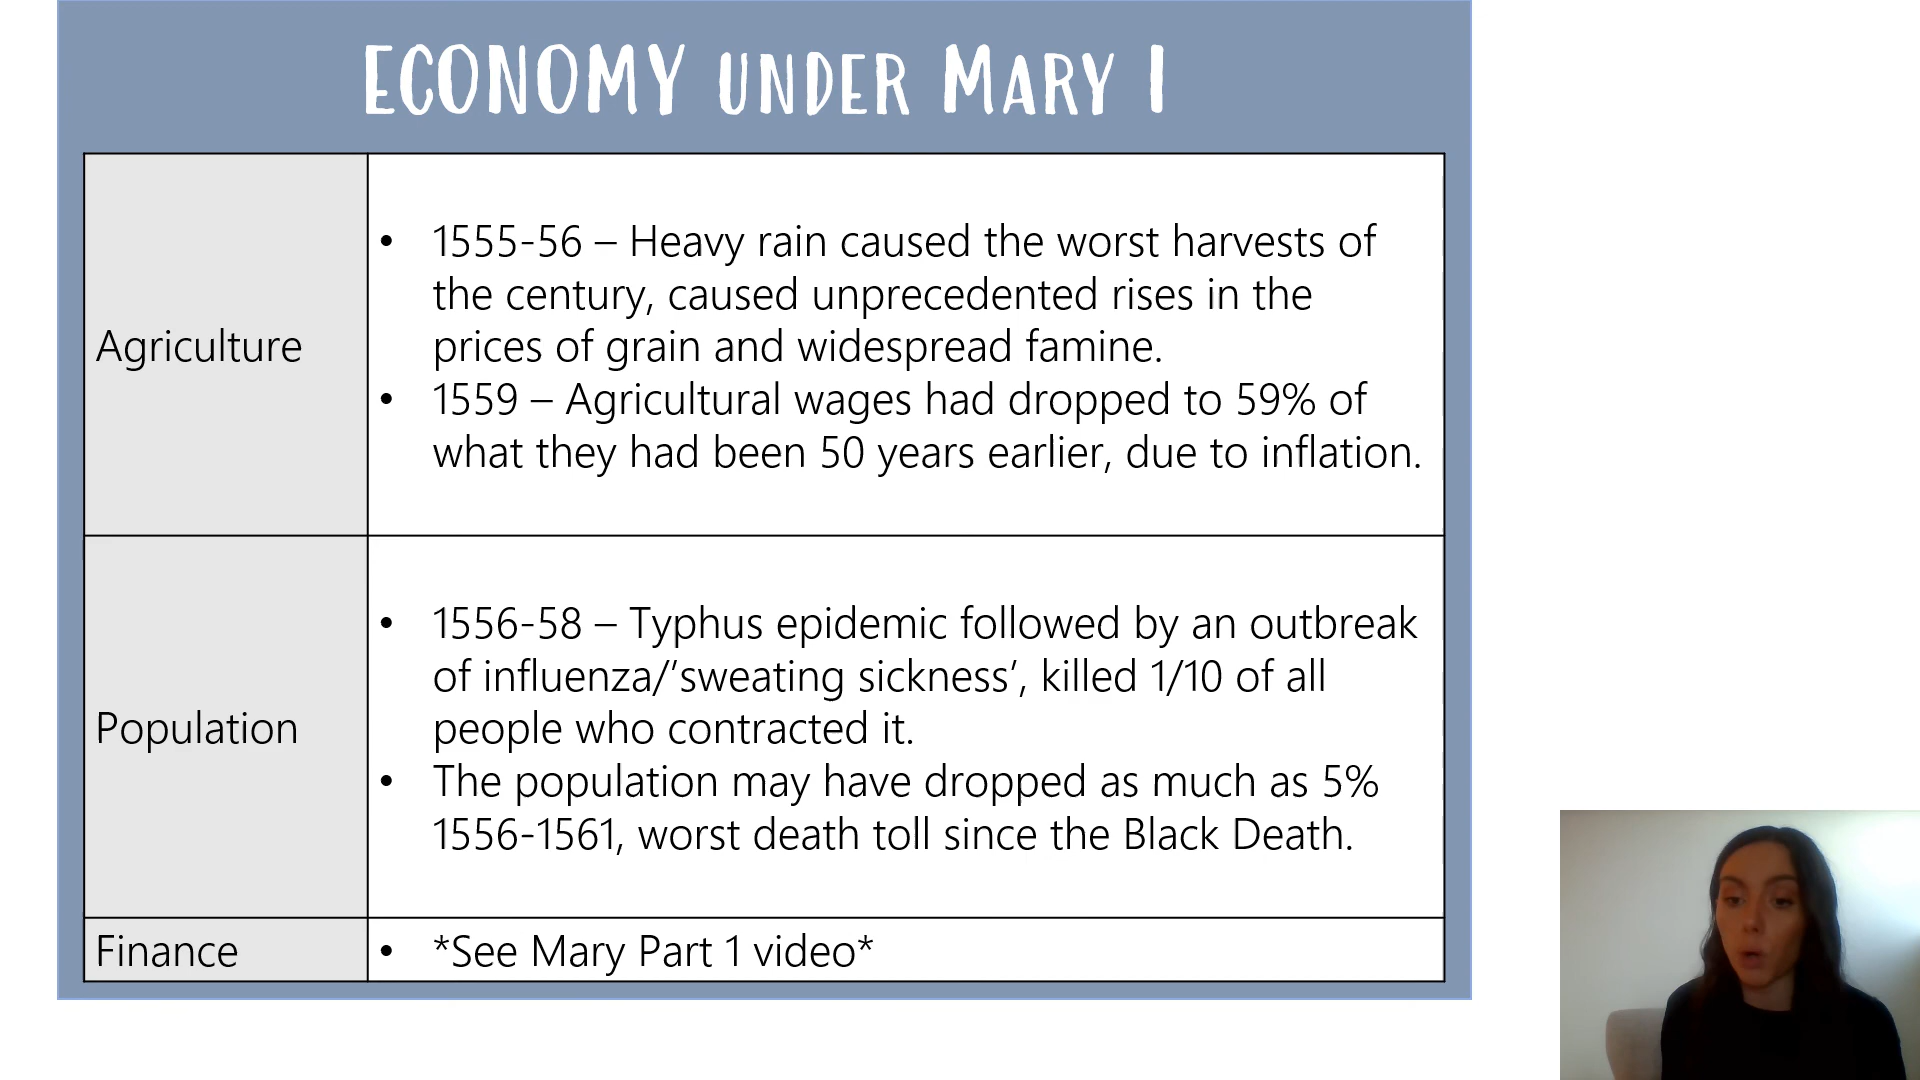 ECONOMY UNDER MARY I
Agriculture
• 1555-56 – Heavy rain caused the worst harvests of
the century, caused unprecedented rises in the
prices of grain and widespread famine.
• 1559 – Agricultural wages had dropped to 59% of
what they had been 50 years earlier, due to inflation.
Population
• 1556-58 – Typhus epidemic followed by an outbreak
of influenza/’sweating sickness’, killed 1/10 of all
people who contracted it.
• The population may have dropped as much as 5%
1556-1561, worst death toll since the Black Death.
Finance
• *See Mary Part 1 video*